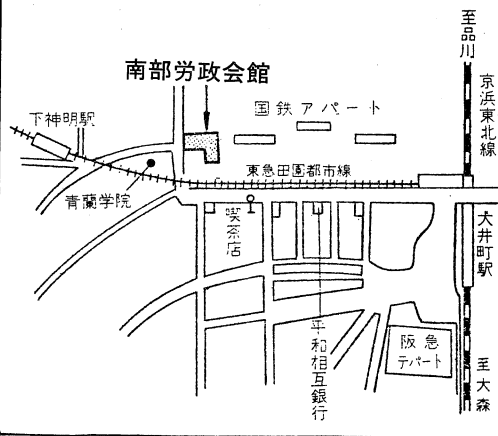 至品川
京浜東北線
南部労政会館
国鉄アパート
下神明駅
東急田園都市線
青蘭学院
喫茶店
大井町駅
平和相互銀行
阪急
デパート
至大森